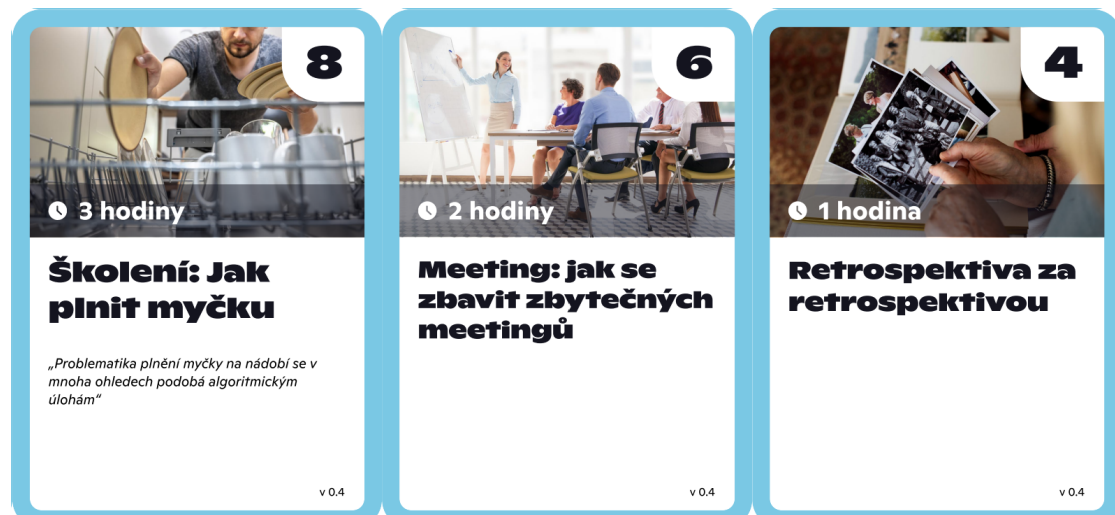 8
3 hodiny
Školení: Jak
plnit myčku
„Problematika plnění myčky na nádobí se v
mnoha ohledech podobá algoritmickým
úlohám“
v 0.4
6
2 hodiny
Meeting: jak se
zbavit zbytečných
meetingů
v 0.4
4
1 hodina
Retrospektiva za
retrospektivou
v 0.4